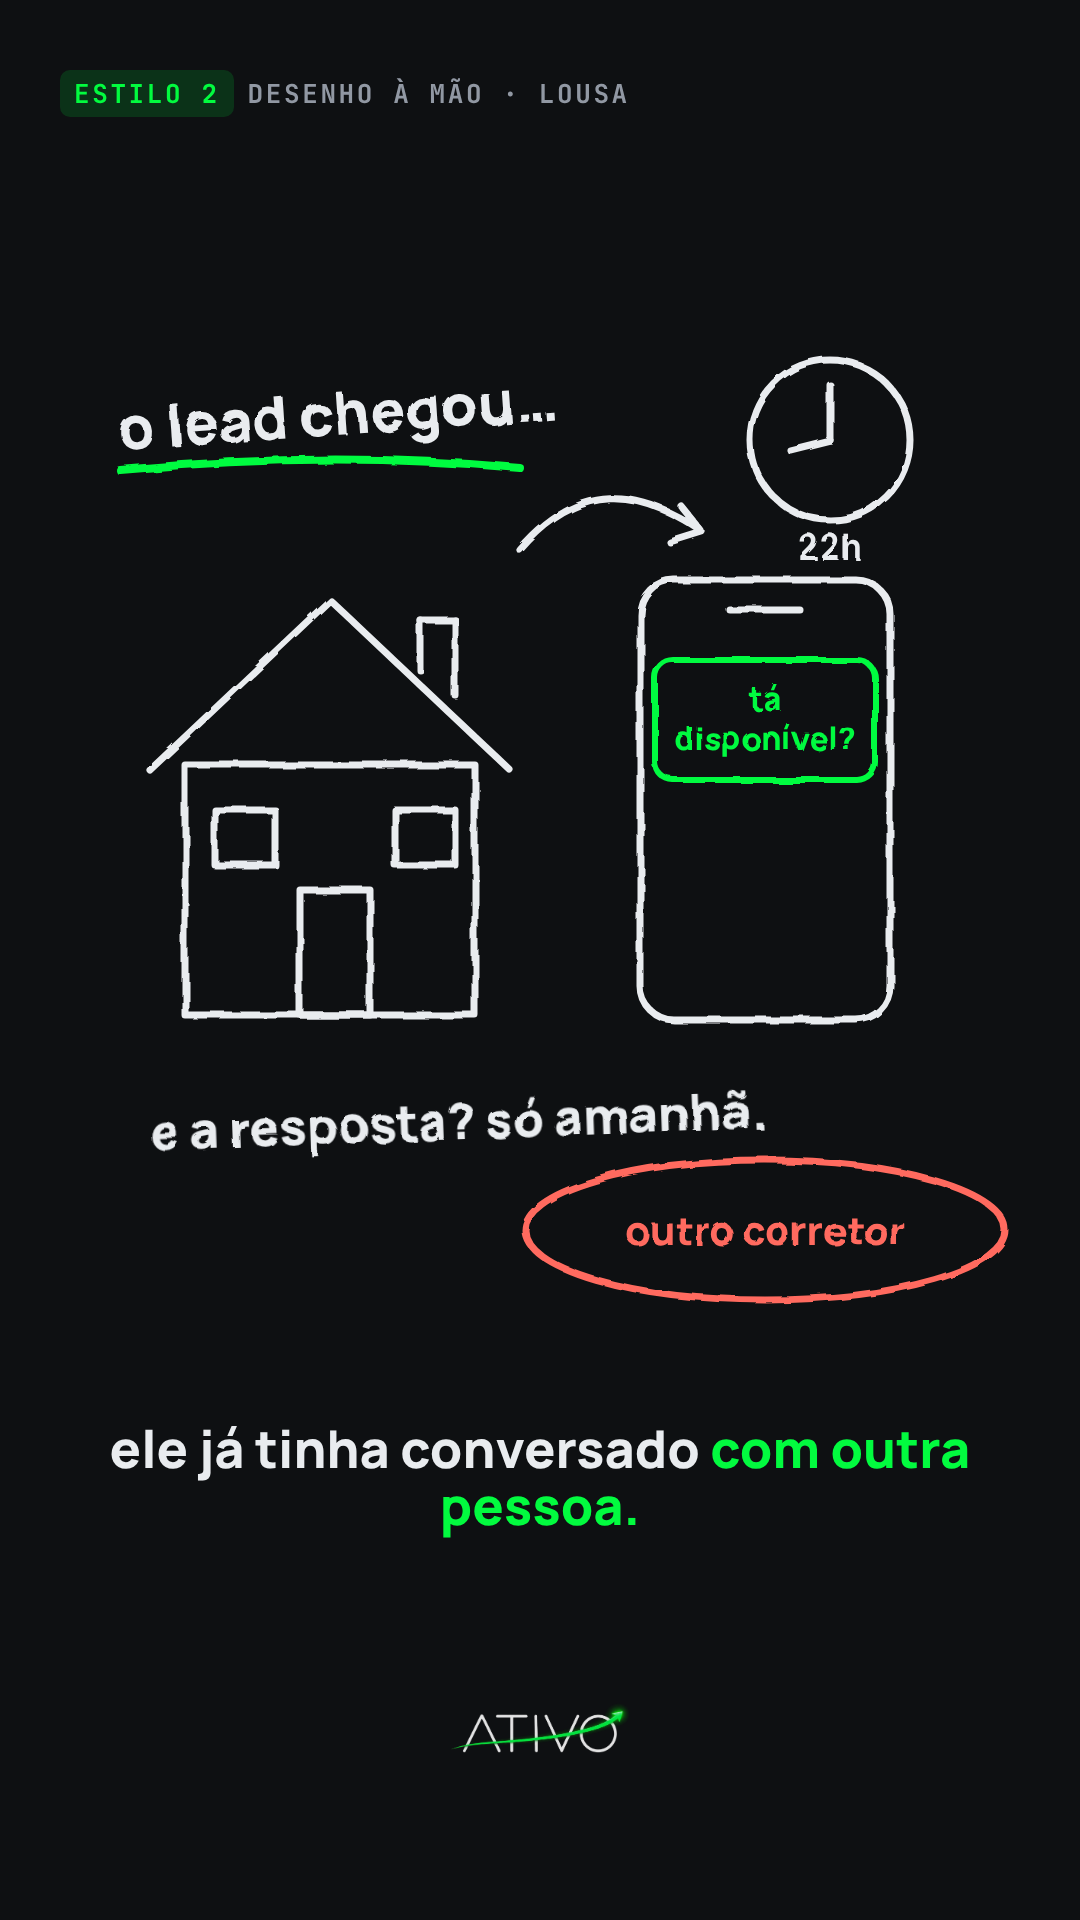 ESTILO 2 DESENHO À MÃO · LOUSA
o lead chegou...
22h
tá
disponível?
e a resposta? só amanhã.
outro corretor
ele já tinha conversado com outra
pessoa.
ATIVO